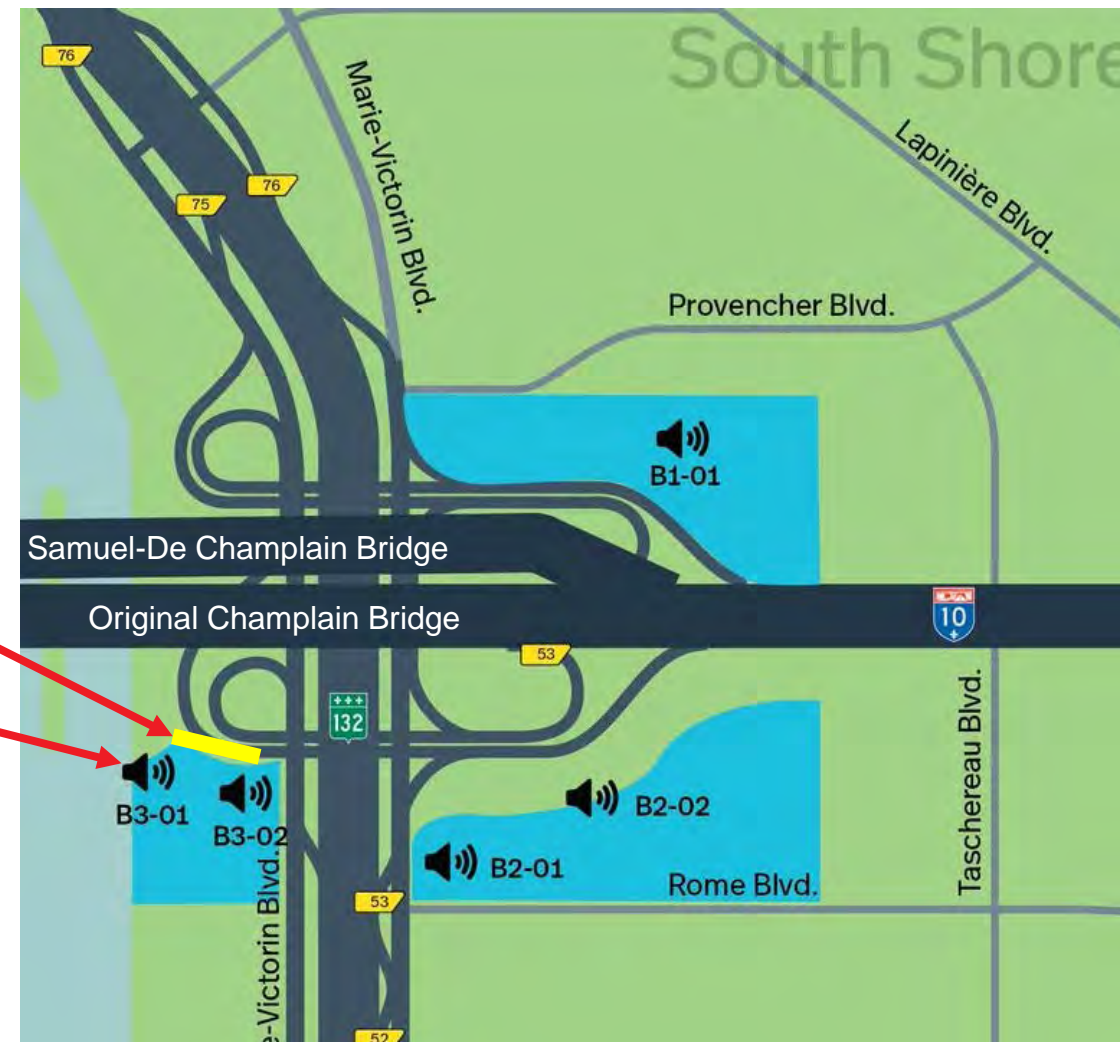 South Shore
76
Marie-Victorin Blvd.
Lapinière Blvd.
76
75
Provencher Blvd.
B1-01
Samuel-De Champlain Bridge
Original Champlain Bridge
10
53
132
Taschereau Blvd.
B3-01
B3-02
B2-02
B2-01
Rome Blvd.
53
e-Victorin Blvd.
52